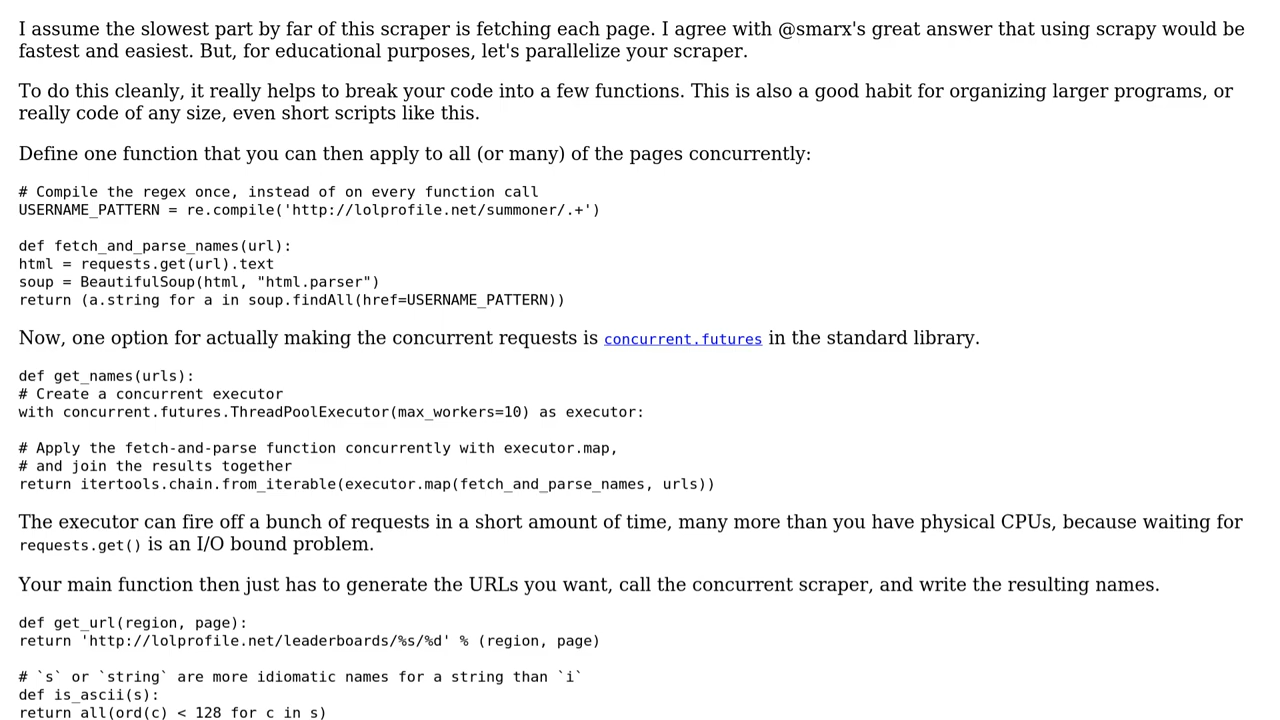 I assume the slowest part by far of this scraper is fetching each page. I agree with @smarx's great answer that using scrapy would be
fastest and easiest. But, for educational purposes, let's parallelize your scraper.
To do this cleanly, it really helps to break your code into a few functions. This is also a good habit for organizing larger programs, or
really code of any size, even short scripts like this.
Define one function that you can then apply to all (or many) of the pages concurrently:
# Compile the regex once, instead of on every function call
USERNAME_PATTERN = re.compile('http://lolprofile.net/summoner/.+')
def fetch_and_parse_names(url):
html = requests.get(url).text
soup = BeautifulSoup(html, "html.parser")
return (a.string for a in soup.findAll(href=USERNAME_PATTERN))
Now, one option for actually making the concurrent requests is concurrent.futures in the standard library.
def get_names(urls):
# Create a concurrent executor
with concurrent.futures.ThreadPoolExecutor(max_workers=10) as executor:
# Apply the fetch-and-parse function concurrently with executor.map,
# and join the results together
return itertools.chain.from_iterable(executor.map(fetch_and_parse_names, urls))
The executor can fire off a bunch of requests in a short amount of time, many more than you have physical CPUs, because waiting for
requests.get() is an I/O bound problem.
Your main function then just has to generate the URLs you want, call the concurrent scraper, and write the resulting names.
def get_url(region, page):
return 'http://lolprofile.net/leaderboards/%s/%d' % (region, page)
# `s` or `string` are more idiomatic names for a string than `i`
def is_ascii(s):
return all(ord(c) < 128 for c in s)